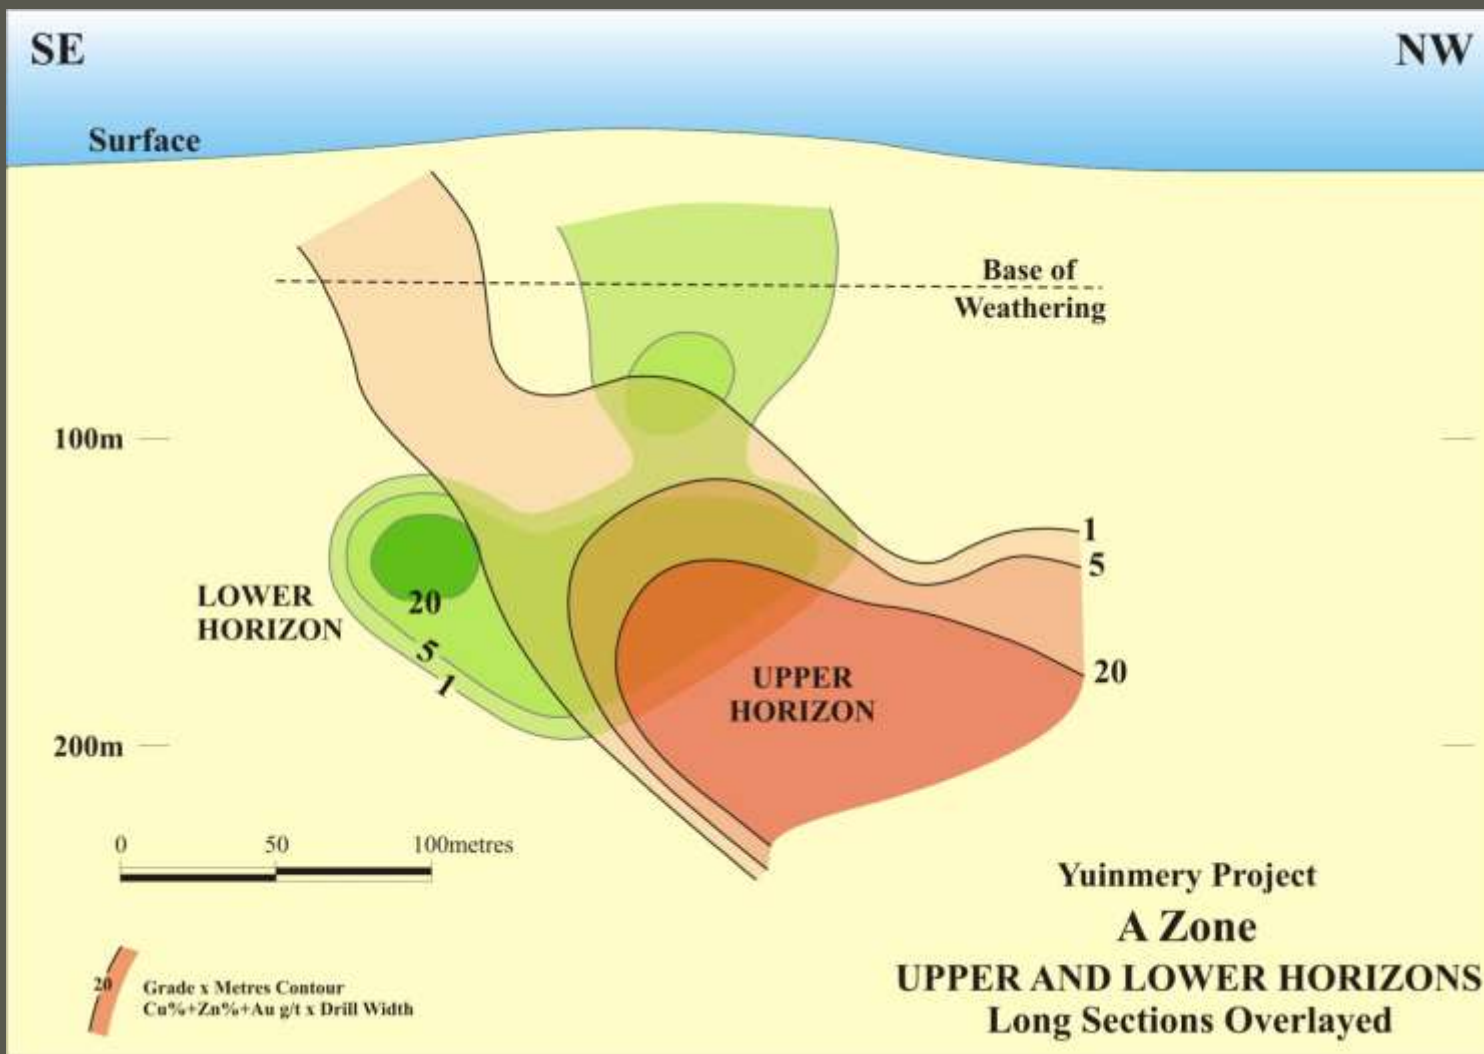 SE
NW
Surface
Base of
Weathering
100m
1
5
LOWER
HORIZON
20
5
1
UPPER
HORIZON
20
200m
0 50 100metres
Yuinmery Project
A Zone
UPPER AND LOWER HORIZONS
Long Sections Overlayed
20
Grade x Metres Contour
Cu%+Zn%+Au g/t x Drill Width